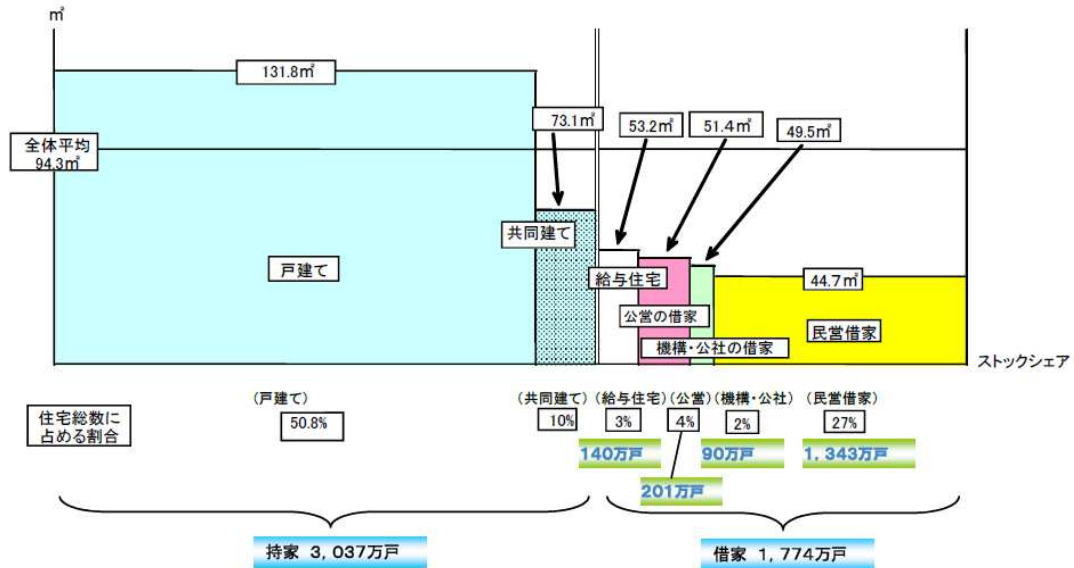 ㎡
131.8㎡
73.1㎡
53.2㎡
51.4㎡
49.5㎡
全体平均
94.3㎡
共同建て
戸建て
給与住宅
44.7㎡
公営の借家
民営借家
機構・公社の借家
ストックシェア
(戸建て)
(共同建て)
(給与住宅)
(公営)
(機構・公社)
(民営借家)
住宅総数に
占める割合
50.8%
10%
3%
4%
2%
27%
140万戸
90万戸
1,343万戸
201万戸
持家 3,037万戸
借家 1,774万戸